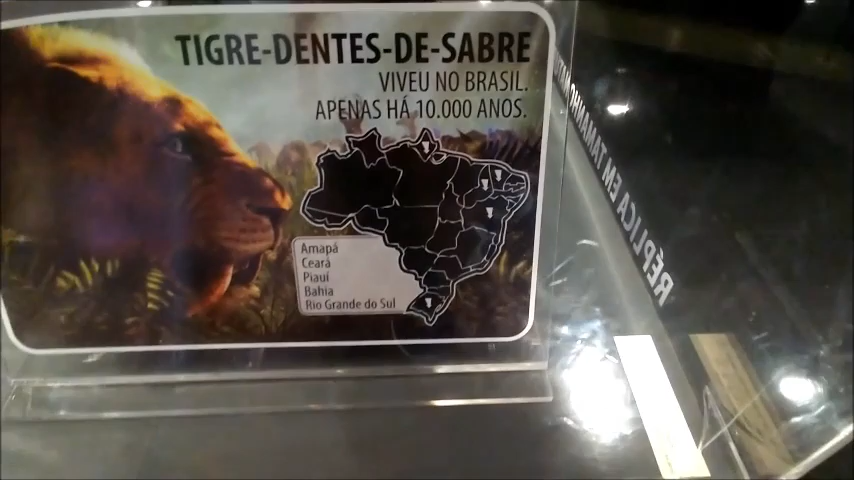 TIGRE-DENTES-DE-SABRE
VIVEU NO BRASIL.
APENAS HÁ 10.000 ANOS.
Amapá
Ceará
Piauí
Bahia
Rio Grande do Sul
RÉPLICA EM TAMANHO